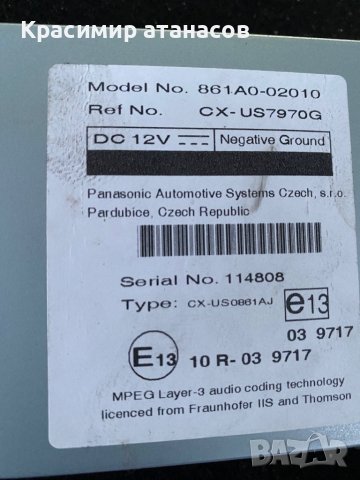 Красимир атанасов
Model No. 861A0-02010
Ref No. CX-US7970G
DC 12V Negative Ground
Panasonic Automotive Systems Czech, s.r.o.
Pardubice, Czech Republic
Serial No. 114808
Type: CX-US0861AJ e13
03 9717
E13 10 R- 03 9717
MPEG Layer-3 audio coding technology
licenced from Fraunhofer IIS and Thomson
BAZAR